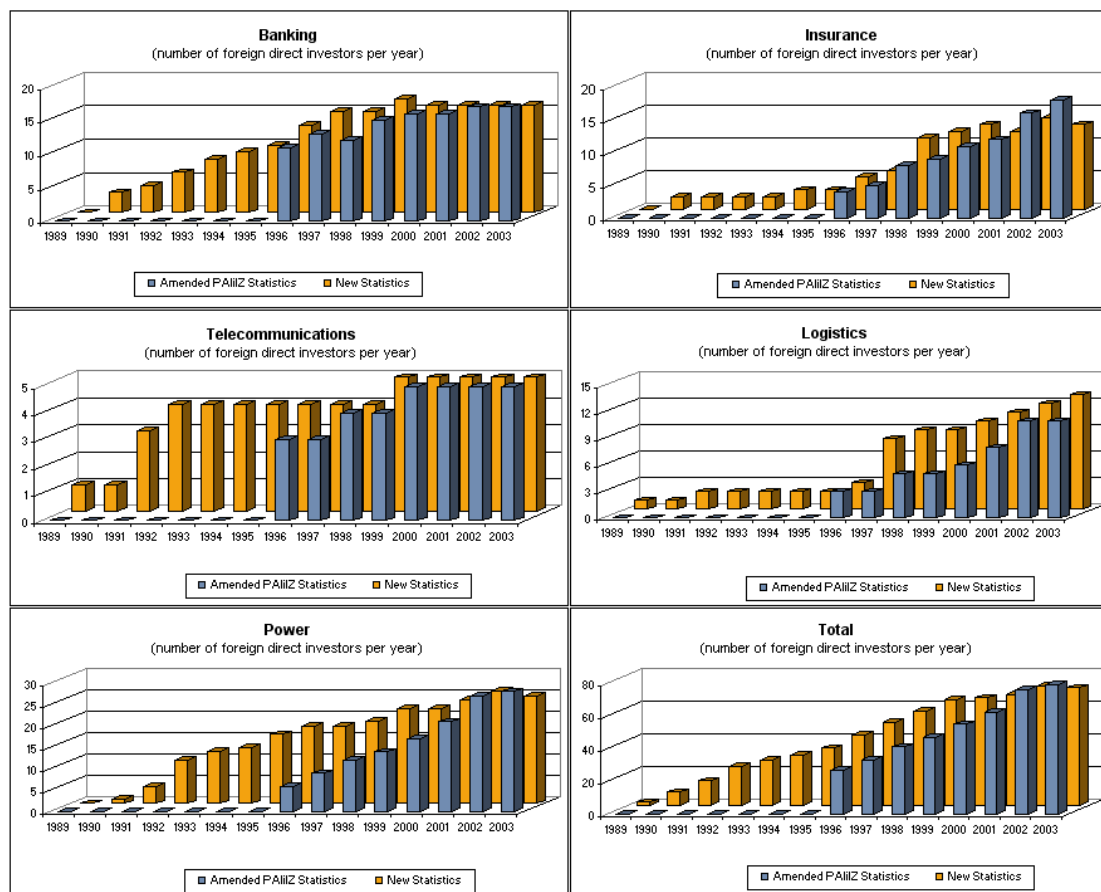 Banking
(number of foreign direct investors per year)
20
15
10
5
0
1989 1990 1991 1992 1993 1994 1995 1996 1997 1998 1999 2000 2001 2002 2003
Amended PAIiIZ Statistics New Statistics
Insurance
(number of foreign direct investors per year)
20
15
10
5
0
1989 1990 1991 1992 1993 1994 1995 1996 1997 1998 1999 2000 2001 2002 2003
Amended PAIiIZ Statistics New Statistics
Telecommunications
(number of foreign direct investors per year)
5
4
3
2
1
0
1989 1990 1991 1992 1993 1994 1995 1996 1997 1998 1999 2000 2001 2002 2003
Amended PAIiIZ Statistics New Statistics
Logistics
(number of foreign direct investors per year)
15
12
9
6
3
0
1989 1990 1991 1992 1993 1994 1995 1996 1997 1998 1999 2000 2001 2002 2003
Amended PAIiIZ Statistics New Statistics
Power
(number of foreign direct investors per year)
30
25
20
15
10
5
0
1989 1990 1991 1992 1993 1994 1995 1996 1997 1998 1999 2000 2001 2002 2003
Amended PAIiIZ Statistics New Statistics
Total
(number of foreign direct investors per year)
80
60
40
20
0
1989 1990 1991 1992 1993 1994 1995 1996 1997 1998 1999 2000 2001 2002 2003
Amended PAIiIZ Statistics New Statistics